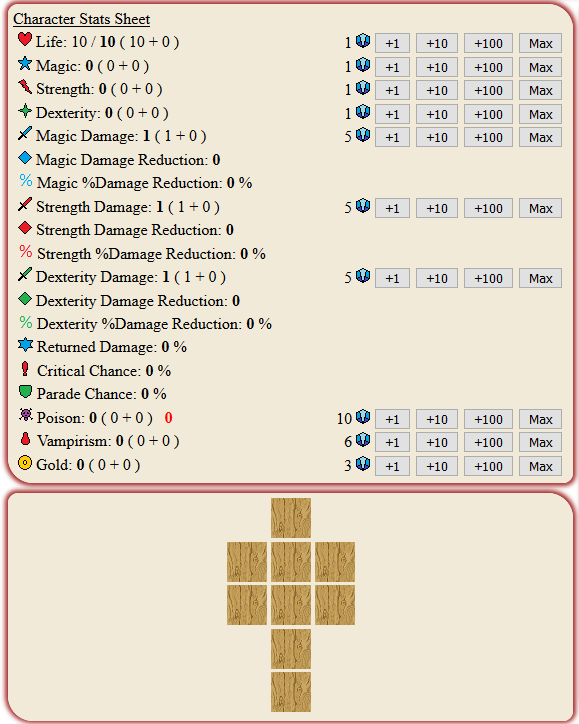 Character Stats Sheet
Life: 10 / 10 ( 10 + 0 ) 1 +1 +10 +100 Max
Magic: 0 ( 0 + 0 ) 1 +1 +10 +100 Max
Strength: 0 ( 0 + 0 ) 1 +1 +10 +100 Max
Dexterity: 0 ( 0 + 0 ) 1 +1 +10 +100 Max
Magic Damage: 1 ( 1 + 0 ) 5 +1 +10 +100 Max
Magic Damage Reduction: 0
% Magic %Damage Reduction: 0 %
Strength Damage: 1 ( 1 + 0 ) 5 +1 +10 +100 Max
Strength Damage Reduction: 0
% Strength %Damage Reduction: 0 %
Dexterity Damage: 1 ( 1 + 0 ) 5 +1 +10 +100 Max
Dexterity Damage Reduction: 0
% Dexterity %Damage Reduction: 0 %
Returned Damage: 0 %
Critical Chance: 0 %
Parade Chance: 0 %
Poison: 0 ( 0 + 0 ) 0 10 +1 +10 +100 Max
Vampirism: 0 ( 0 + 0 ) 6 +1 +10 +100 Max
Gold: 0 ( 0 + 0 ) 3 +1 +10 +100 Max